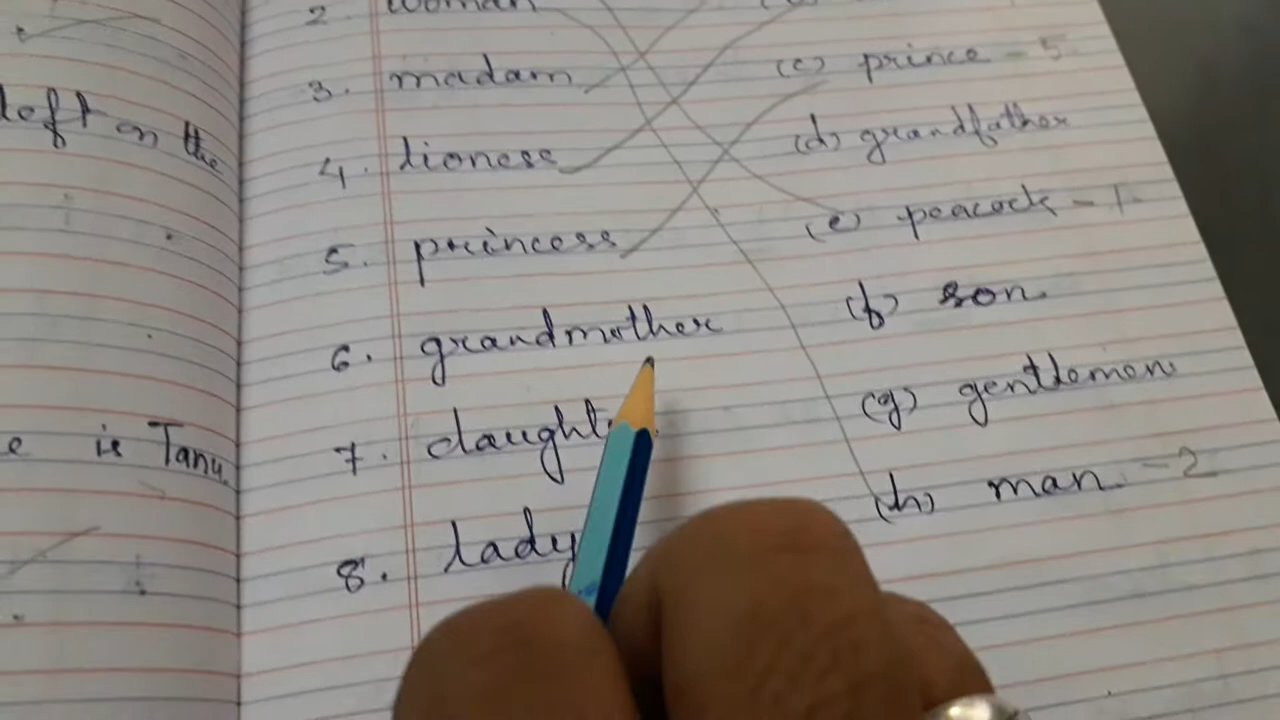 left on the
e is Tanu.
2. woman
3. madam
4. lioness
5. princess
6. grandmother
7. daught
8. lady
(c) prince - 5
(d) grandfather
(e) peacock - 1
(f) son
(g) gentleman
(h) man - 2